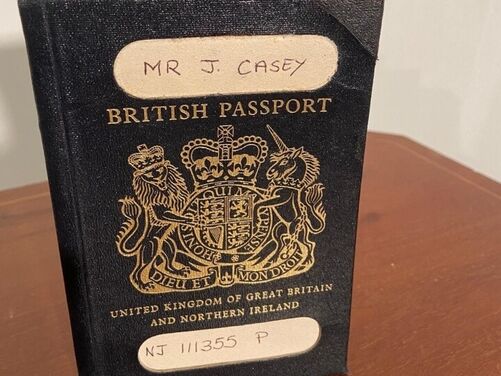 MR J. CASEY
BRITISH PASSPORT
DIEU ET MON DROIT
UNITED KINGDOM OF GREAT BRITAIN
AND NORTHERN IRELAND
NJ 111355 P